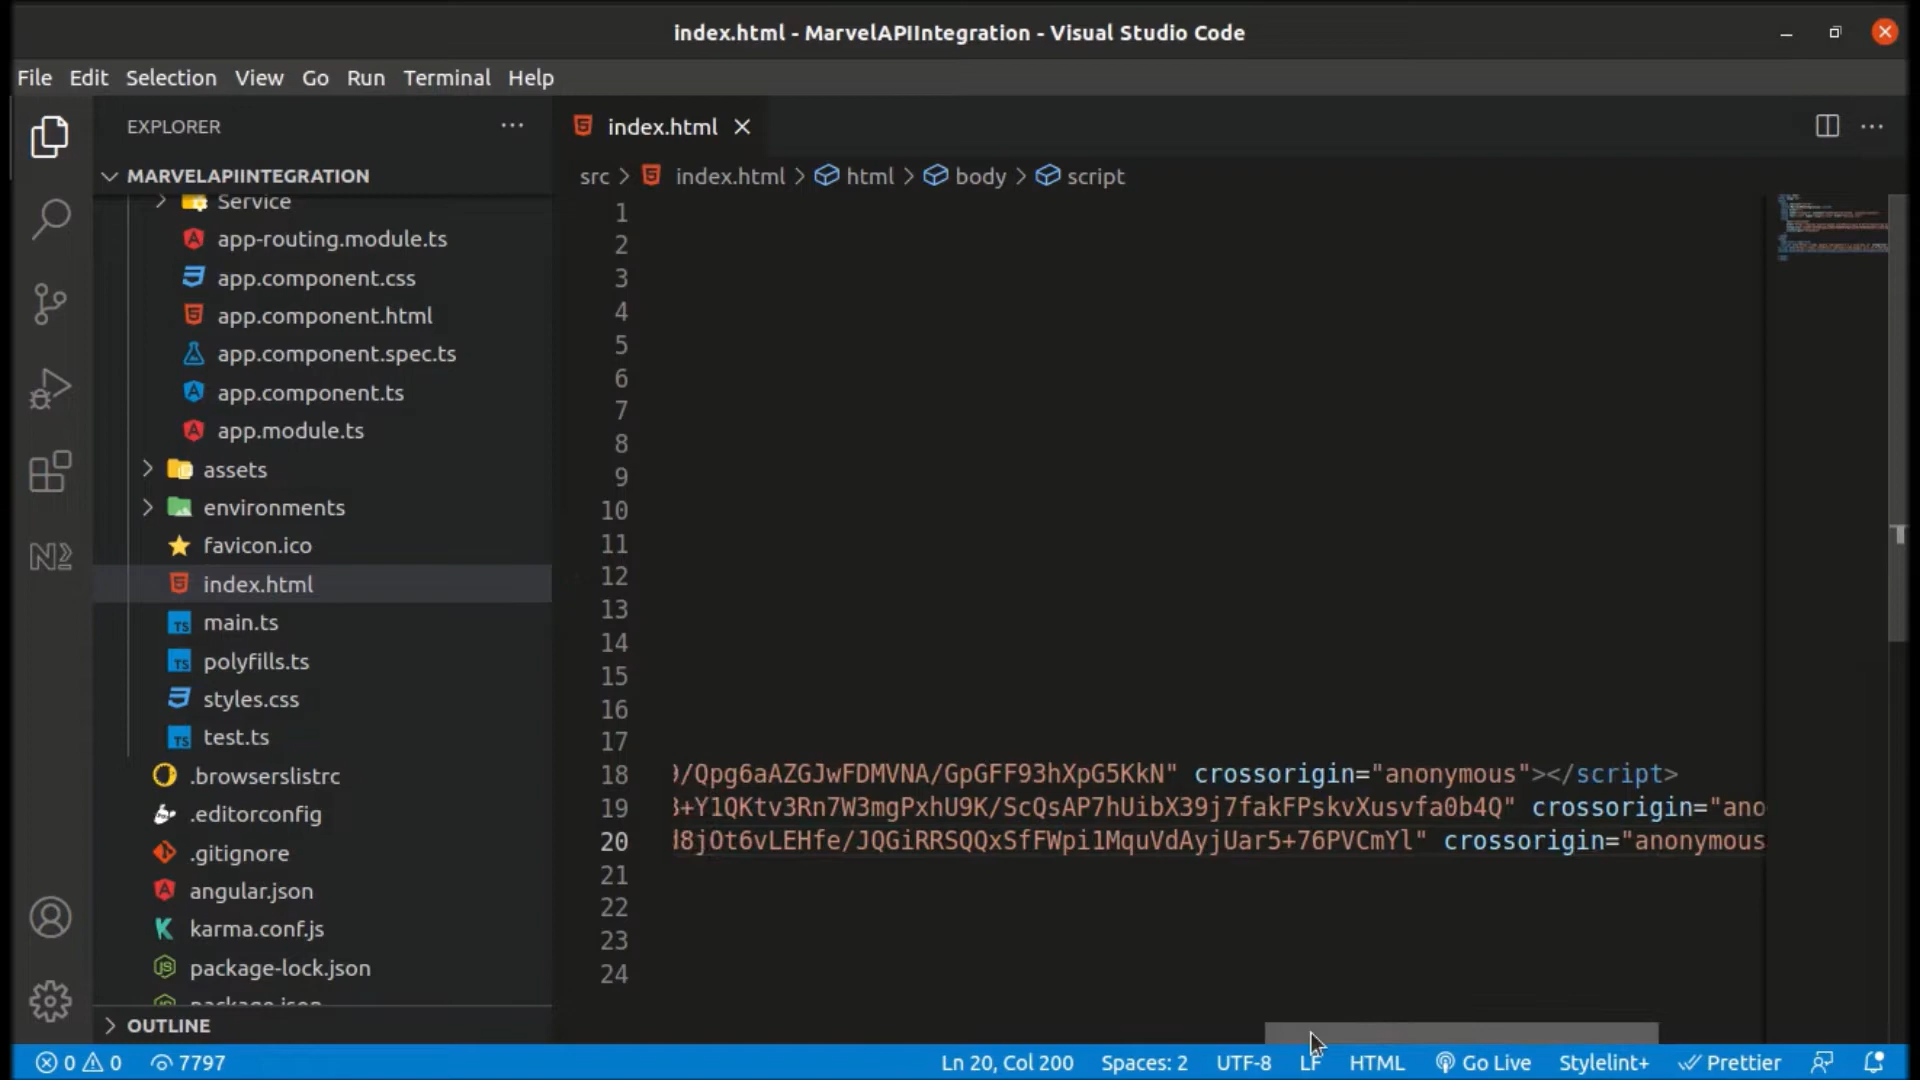 index.html - MarvelAPIIntegration - Visual Studio Code
File Edit Selection View Go Run Terminal Help
EXPLORER
index.html
MARVELAPIINTEGRATION
src > index.html > html > body > script
Service
app-routing.module.ts
app.component.css
app.component.html
app.component.spec.ts
app.component.ts
app.module.ts
assets
environments
favicon.ico
index.html
main.ts
polyfills.ts
styles.css
test.ts
.browserslistrc
.editorconfig
.gitignore
angular.json
karma.conf.js
package-lock.json
package.json
OUTLINE
1
2
3
4
5
6
7
8
9
10
11
12
13
14
15
16
17
18 /Qpg6aAZGJwFDMVNA/GpGFF93hXpG5KkN" crossorigin="anonymous"></script>
19 +Y1QKtv3Rn7W3mgPxhU9K/ScQsAP7hUibX39j7fakFPskvXusvfa0b4Q" crossorigin="ano
20 8jOt6vLEHfe/JQGiRRSQQxSfFWpi1MquVdAyjUar5+76PVCmYl" crossorigin="anonymous
21
22
23
24
0 0 7797 Ln 20, Col 200 Spaces: 2 UTF-8 LF HTML Go Live Stylelint+ Prettier